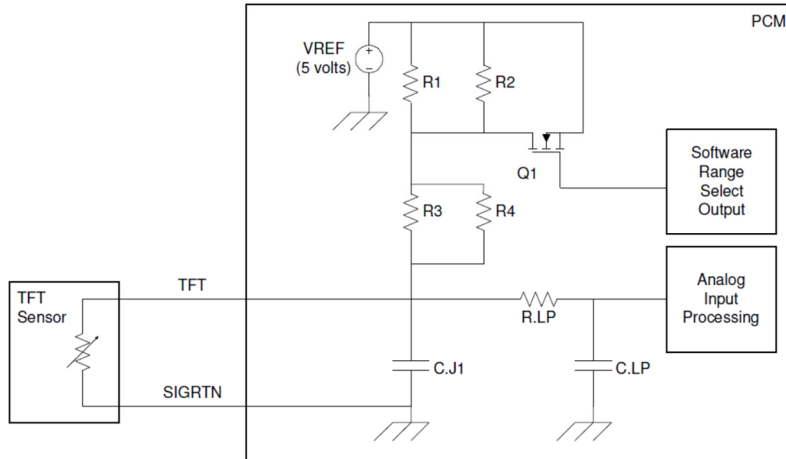 PCM
VREF
(5 volts)
R1
R2
Q1
Software
Range
Select
Output
R3
R4
TFT
Sensor
TFT
R.LP
Analog
Input
Processing
C.J1
C.LP
SIGRTN